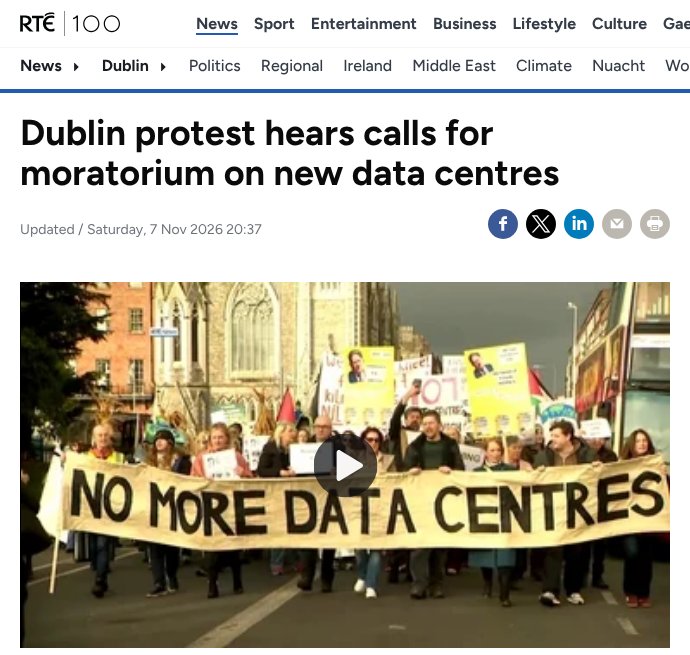 RTÉ 100
News Sport Entertainment Business Lifestyle Culture Gae
News Dublin Politics Regional Ireland Middle East Climate Nuacht Wo
Dublin protest hears calls for
moratorium on new data centres
Updated / Saturday, 7 Nov 2026 20:37
NO MORE DATA CENTRES